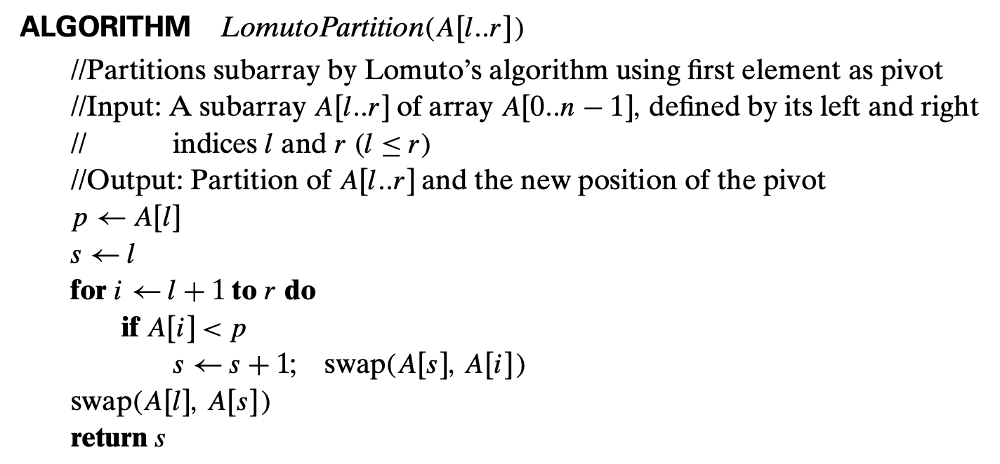 ALGORITHM LomutoPartition(A[l..r])
//Partitions subarray by Lomuto’s algorithm using first element as pivot
//Input: A subarray A[l..r] of array A[0..n − 1], defined by its left and right
// indices l and r (l ≤ r)
//Output: Partition of A[l..r] and the new position of the pivot
p ← A[l]
s ← l
for i ← l + 1 to r do
if A[i] < p
s ← s + 1; swap(A[s], A[i])
swap(A[l], A[s])
return s